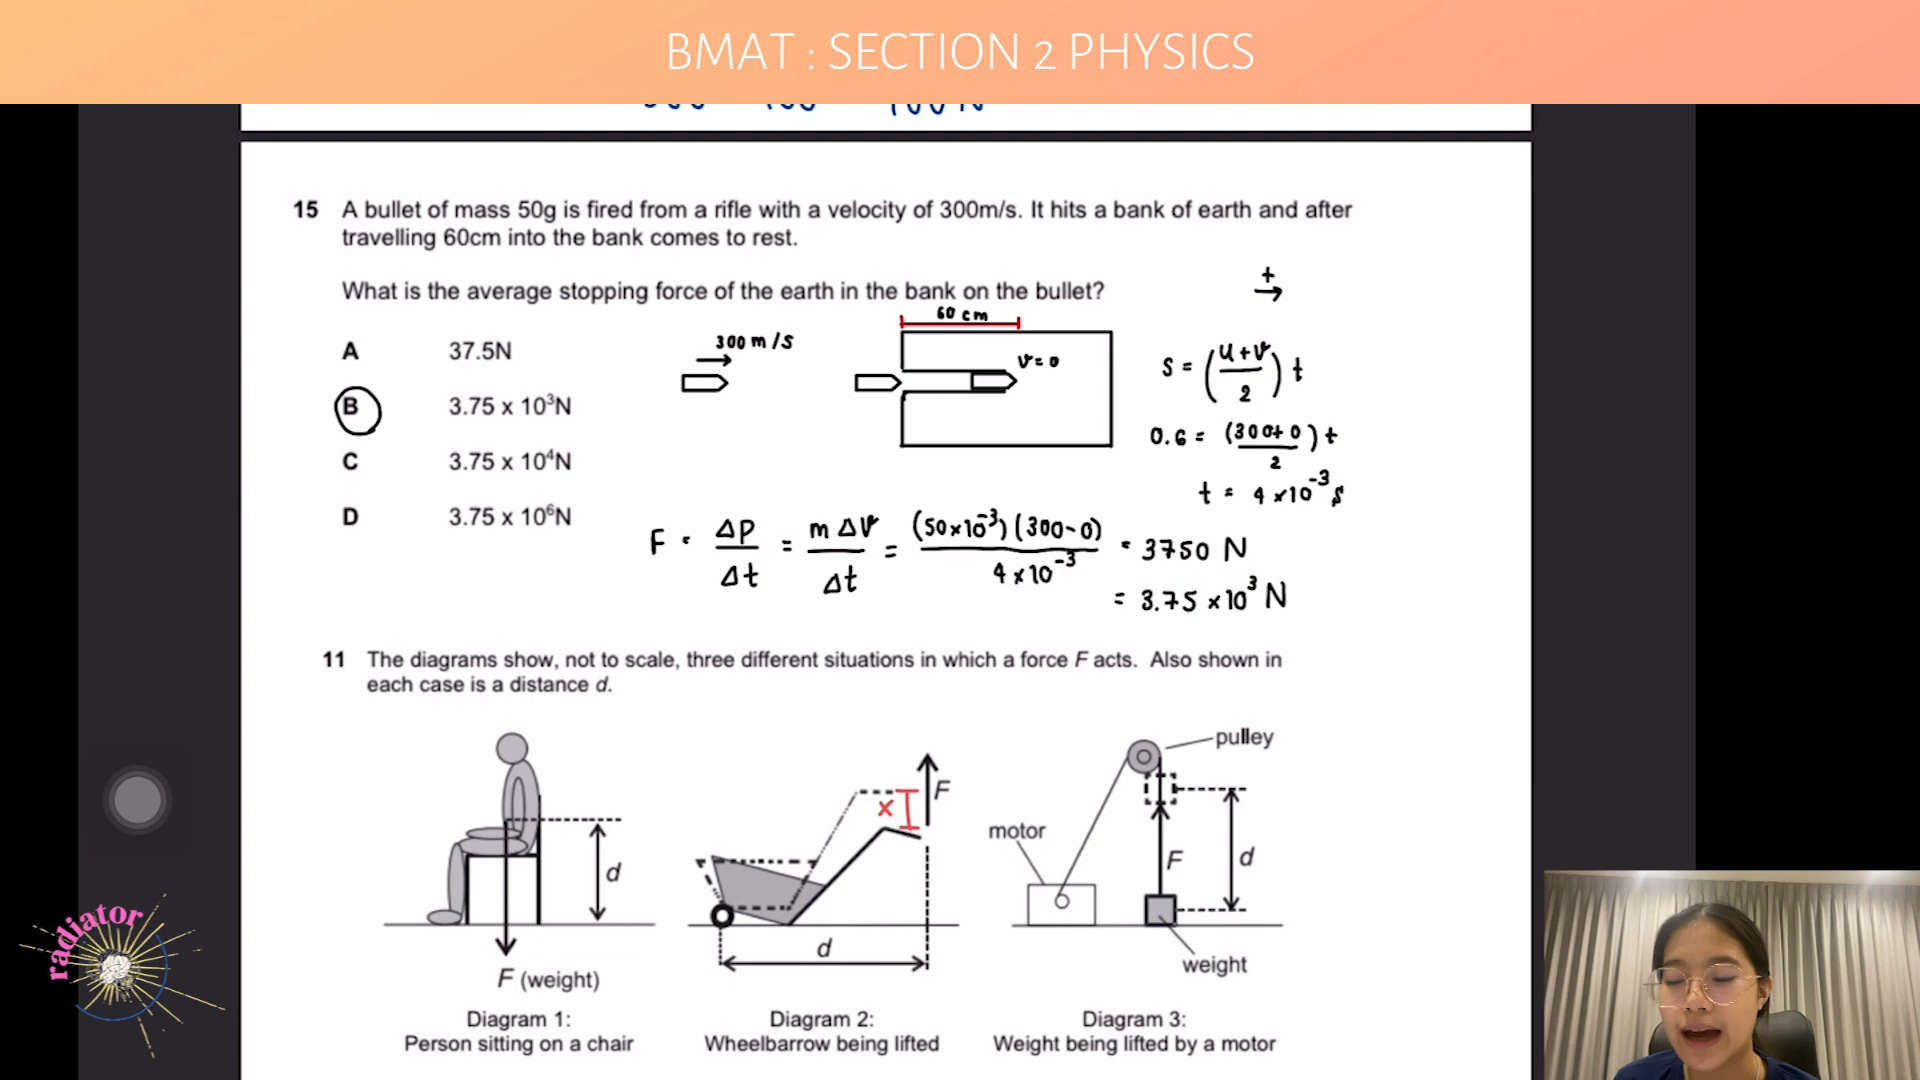 BMAT : SECTION 2 PHYSICS
15 A bullet of mass 50g is fired from a rifle with a velocity of 300m/s. It hits a bank of earth and after
travelling 60cm into the bank comes to rest.
What is the average stopping force of the earth in the bank on the bullet?
A 37.5N
B 3.75 x 10³N
C 3.75 x 10⁴N
D 3.75 x 10⁶N
300 m/s
60 cm
v = 0
+
s = (u+v/2) t
0.6 = (300+0/2) t
t = 4 × 10⁻³ s
F = Δp/Δt = mΔv/Δt = (50×10⁻³)(300-0)/4×10⁻³ = 3750 N
= 3.75 × 10³ N
11 The diagrams show, not to scale, three different situations in which a force F acts. Also shown in
each case is a distance d.
d
F (weight)
Diagram 1:
Person sitting on a chair
x
F
d
Diagram 2:
Wheelbarrow being lifted
pulley
motor
F
d
weight
Diagram 3:
Weight being lifted by a motor
radiator